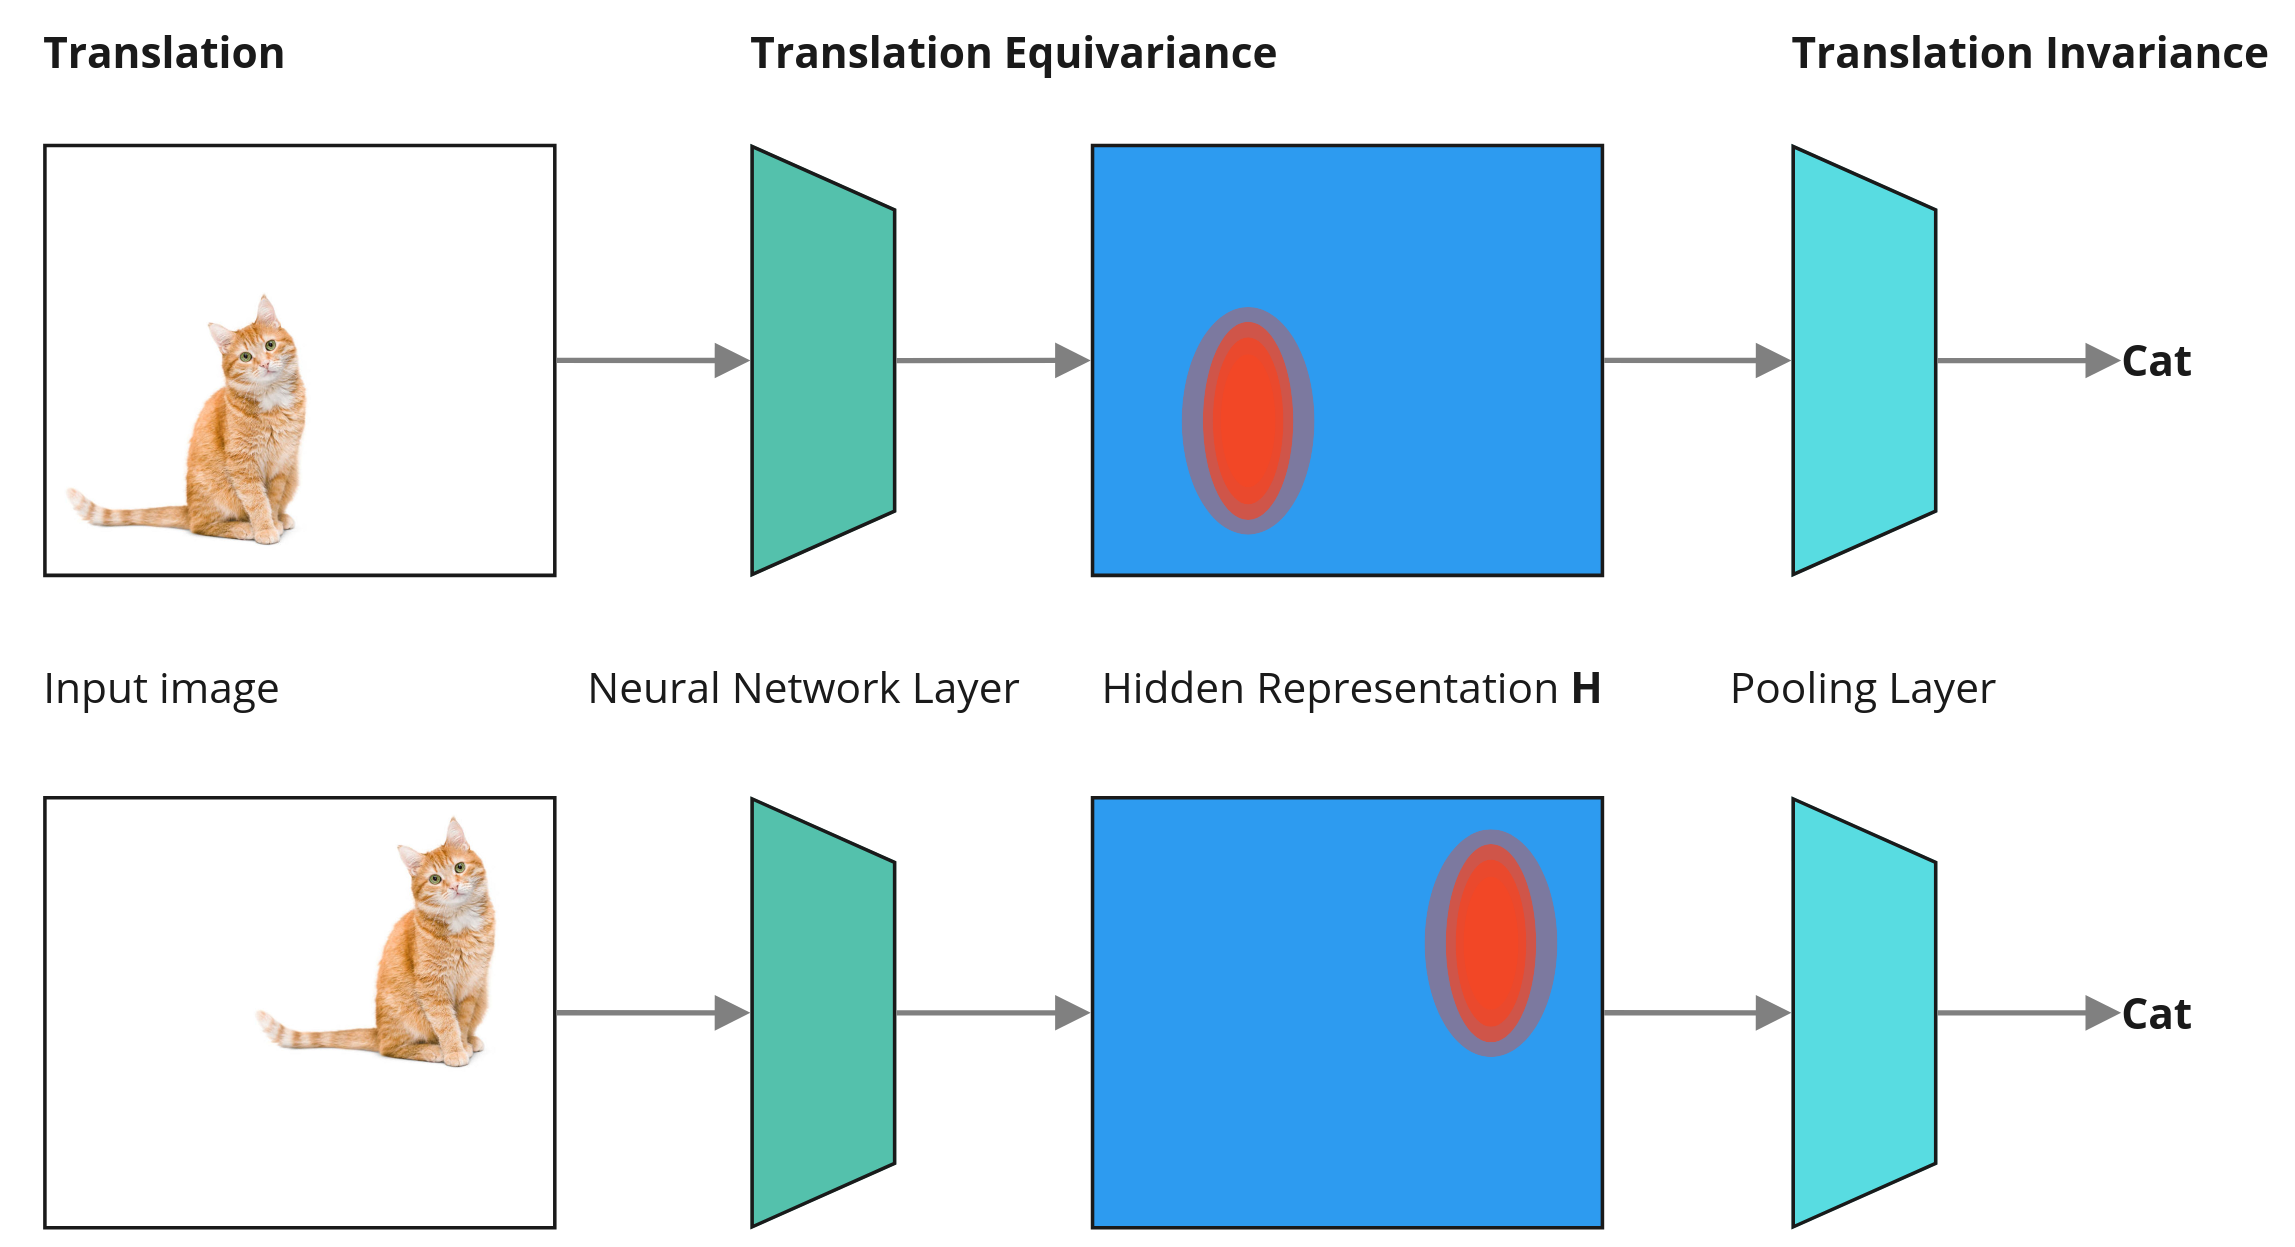 Translation
Translation Equivariance
Translation Invariance
Cat
Input image
Neural Network Layer
Hidden Representation H
Pooling Layer
Cat